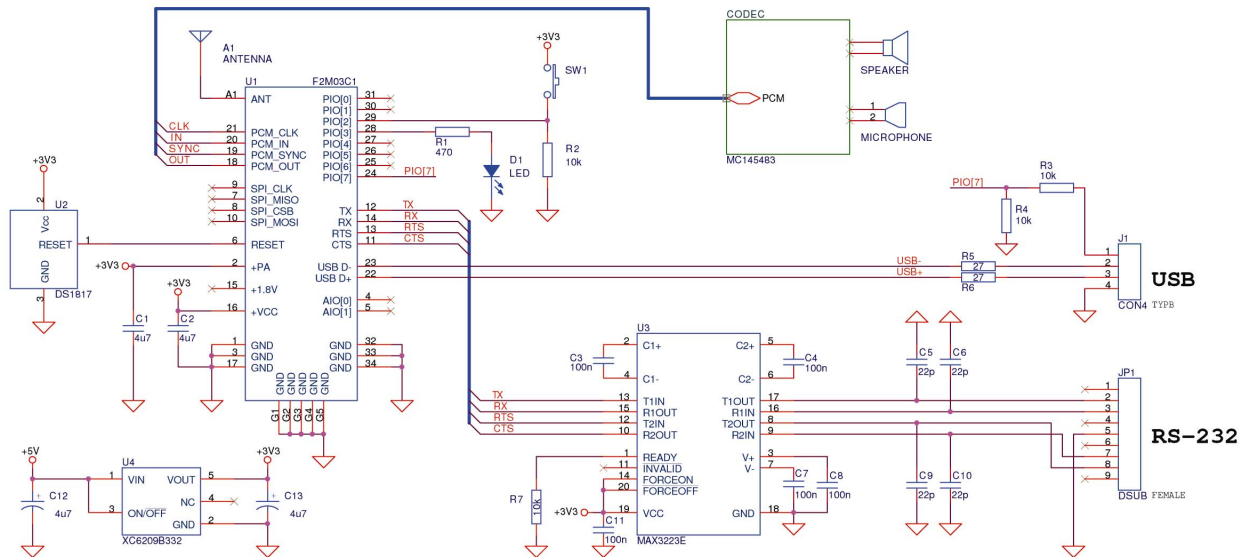 CODEC
SPEAKER
1
2
MICROPHONE
PCM
MC145483
A1
ANTENNA
+3V3
SW1
R2
10k
R1
470
D1
LED
U1
F2M03C1
A1 ANT
21 PCM_CLK
20 PCM_IN
19 PCM_SYNC
18 PCM_OUT
CLK
IN
SYNC
OUT
9 SPI_CLK
7 SPI_MISO
8 SPI_CSB
10 SPI_MOSI
6 RESET
2 +PA
15 +1.8V
16 +VCC
1 GND
3 GND
17 GND
PIO[0] 31
PIO[1] 30
PIO[2] 29
PIO[3] 28
PIO[4] 27
PIO[5] 26
PIO[6] 25
PIO[7] 24
PIO[7]
TX 12
RX 14
RTS 13
CTS 11
TX
RX
RTS
CTS
USB D- 23
USB D+ 22
AIO[0] 4
AIO[1] 5
GND 32
GND 33
GND 34
GND GND GND GND GND
G1 G2 G3 G4 G5
+3V3
2
U2
Vcc
RESET 1
GND
3
DS1817
+3V3
+3V3
C1
4u7
C2
4u7
PIO[7]
R3
10k
R4
10k
USB-
USB+
R5
27
27
R6
J1
1
2
3
4
CON4 TYPB
USB
U3
2 C1+
4 C1-
C3
100n
C2+ 5
C2- 6
C4
100n
TX
RX
RTS
CTS
13 T1IN
15 R1OUT
12 T2IN
10 R2OUT
T1OUT 17
R1IN 16
T2OUT 8
R2IN 9
1 READY
11 INVALID
14 FORCEON
20 FORCEOFF
19 VCC
V+ 3
V- 7
GND 18
MAX3223E
R7
10k
+3V3
C11
100n
C7
100n
C8
100n
C5
22p
C6
22p
C9
22p
C10
22p
JP1
1
2
3
4
5
6
7
8
9
DSUB FEMALE
RS-232
+5V
C12
4u7
U4
1 VIN
3 ON/OFF
VOUT 5
NC 4
GND 2
XC6209B332
+3V3
C13
4u7